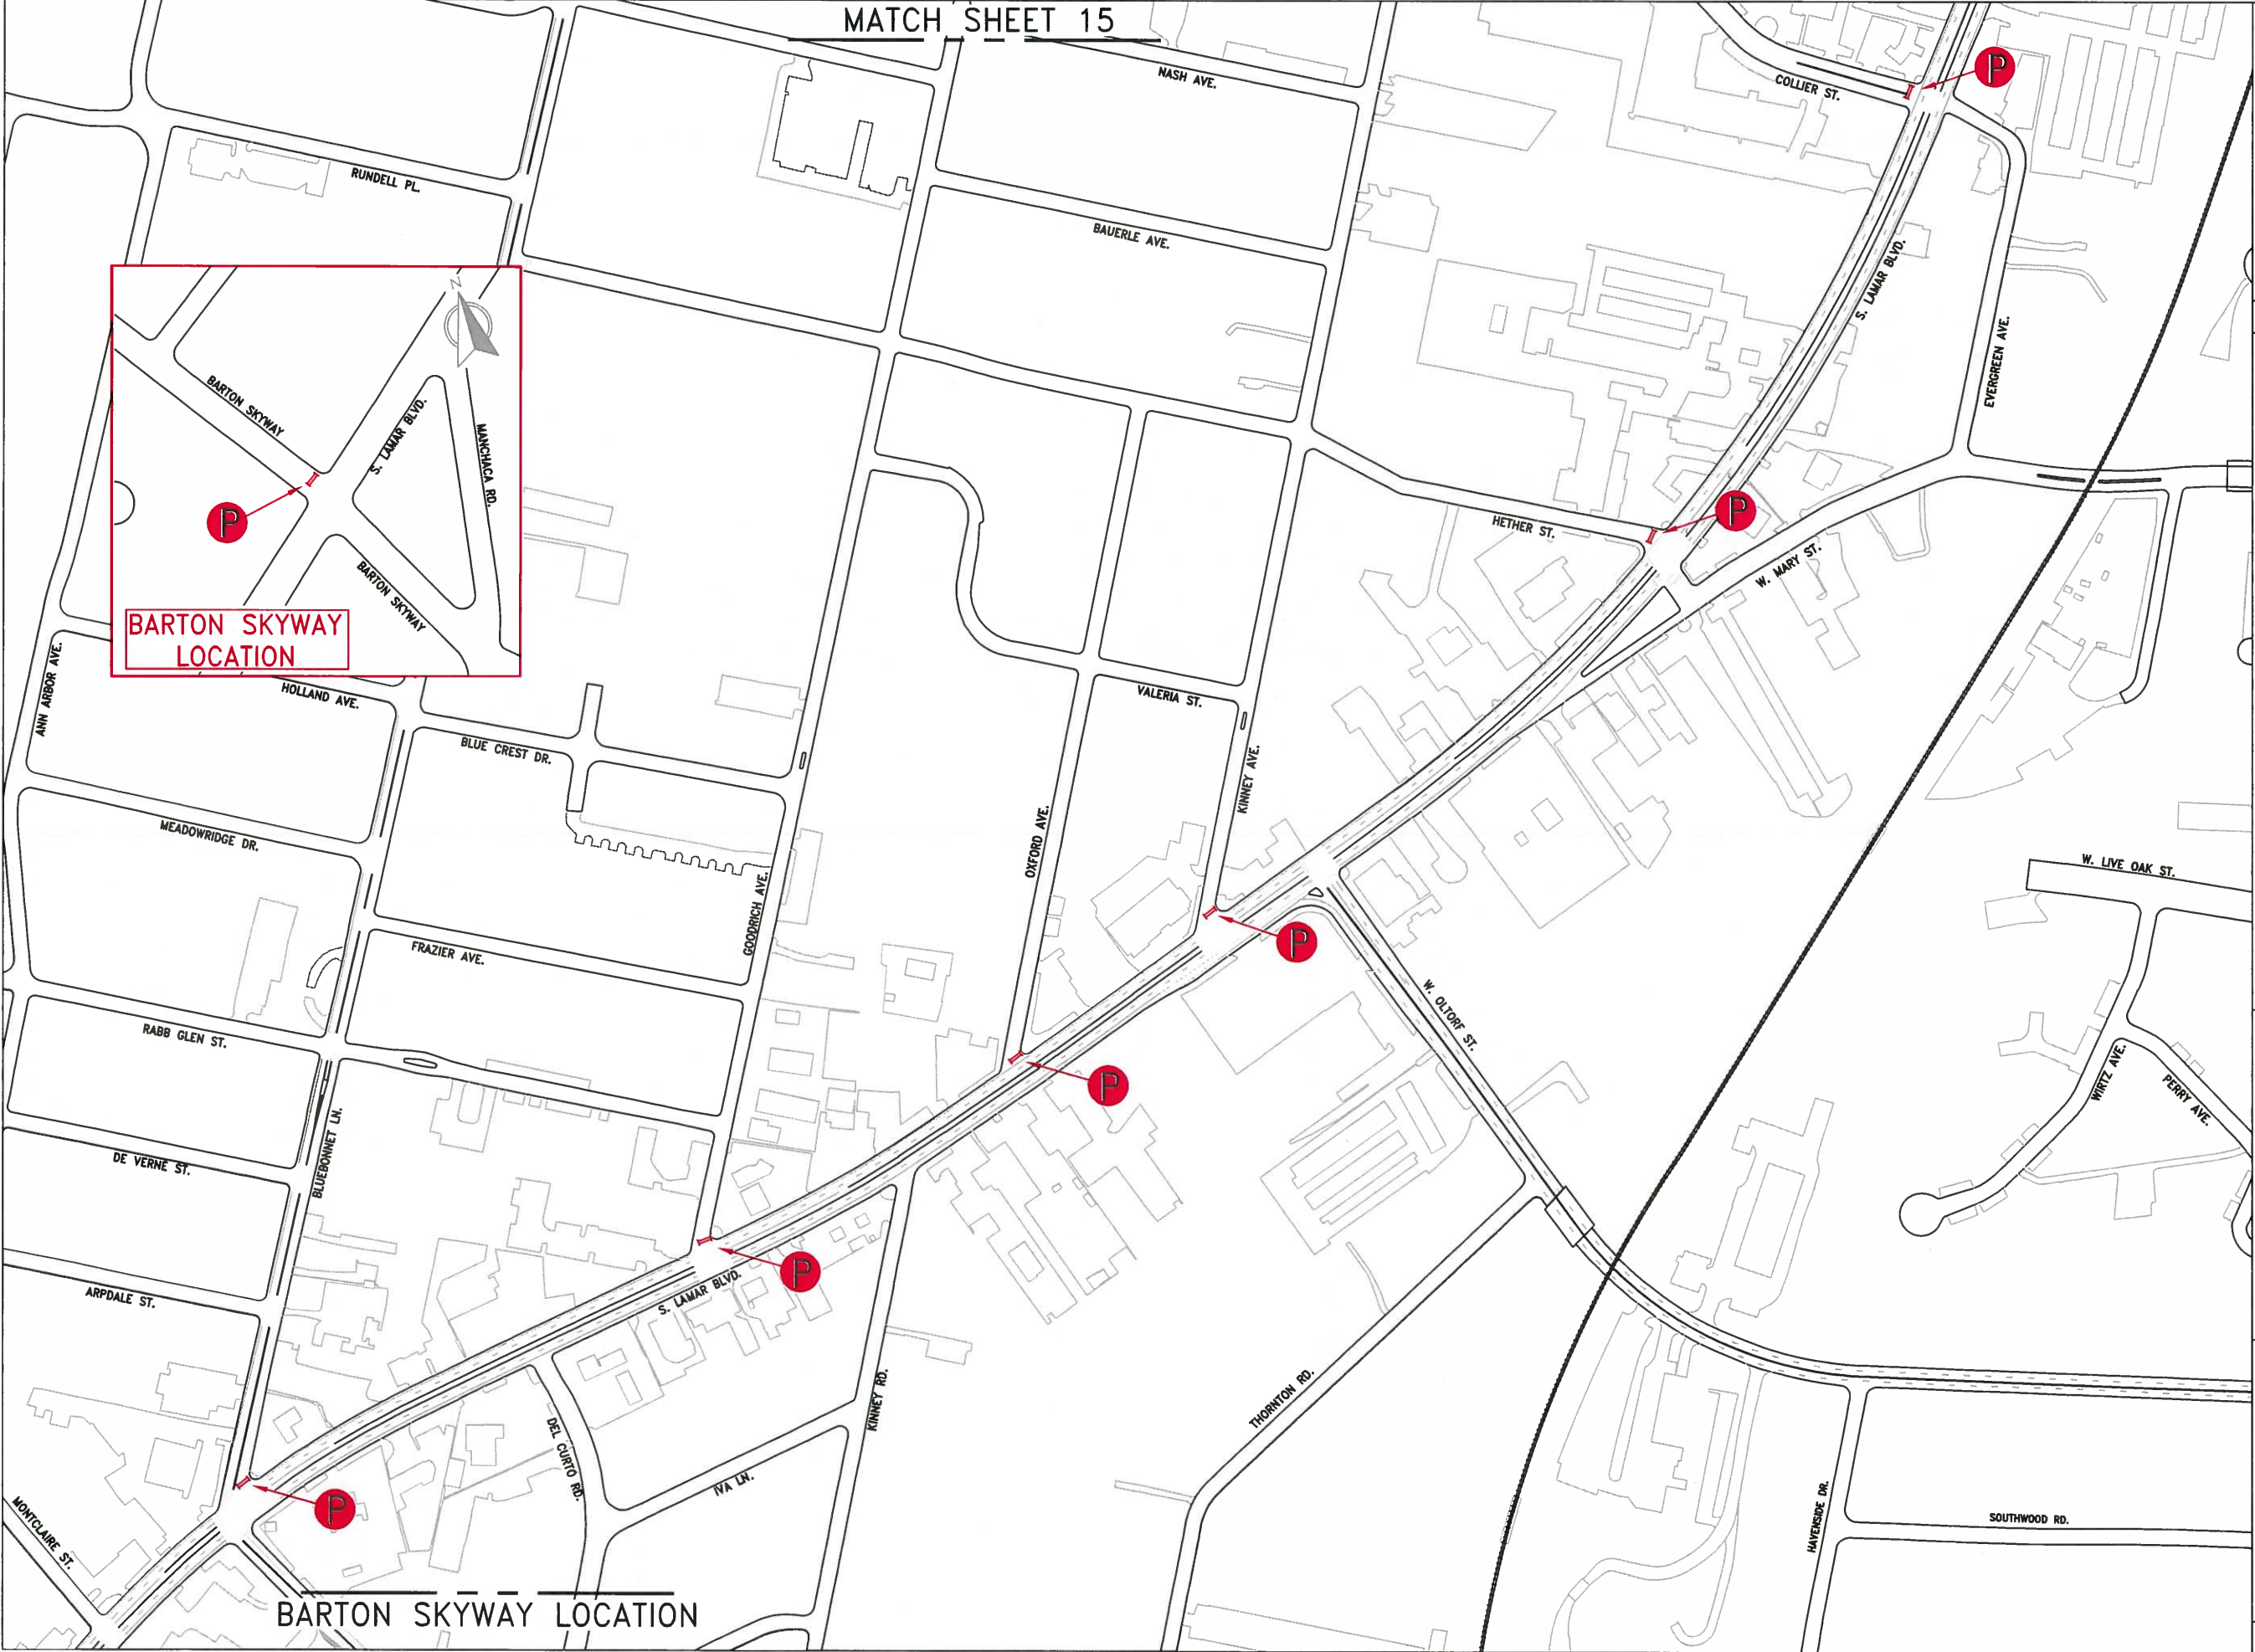 MATCH SHEET 15
NASH AVE.
COLLIER ST.
P
RUNDELL PL.
BAUERLE AVE.
S. LAMAR BLVD.
EVERGREEN AVE.
N
BARTON SKYWAY
S. LAMAR BLVD.
MANCHACA RD.
P
BARTON SKYWAY
BARTON SKYWAY
LOCATION
HETHER ST.
P
W. MARY ST.
ANN ARBOR AVE.
HOLLAND AVE.
VALERIA ST.
BLUE CREST DR.
KINNEY AVE.
MEADOWRIDGE DR.
OXFORD AVE.
W. LIVE OAK ST.
GOODRICH AVE.
FRAZIER AVE.
P
W. OLTORF ST.
RABB GLEN ST.
P
WIRTZ AVE.
PERRY AVE.
DE VERNE ST.
BLUEBONNET LN.
P
S. LAMAR BLVD.
ARPDALE ST.
KINNEY RD.
THORNTON RD.
DEL CURTO RD.
IVA LN.
P
MONTCLAIRE ST.
HAVENSIDE DR.
SOUTHWOOD RD.
BARTON SKYWAY LOCATION